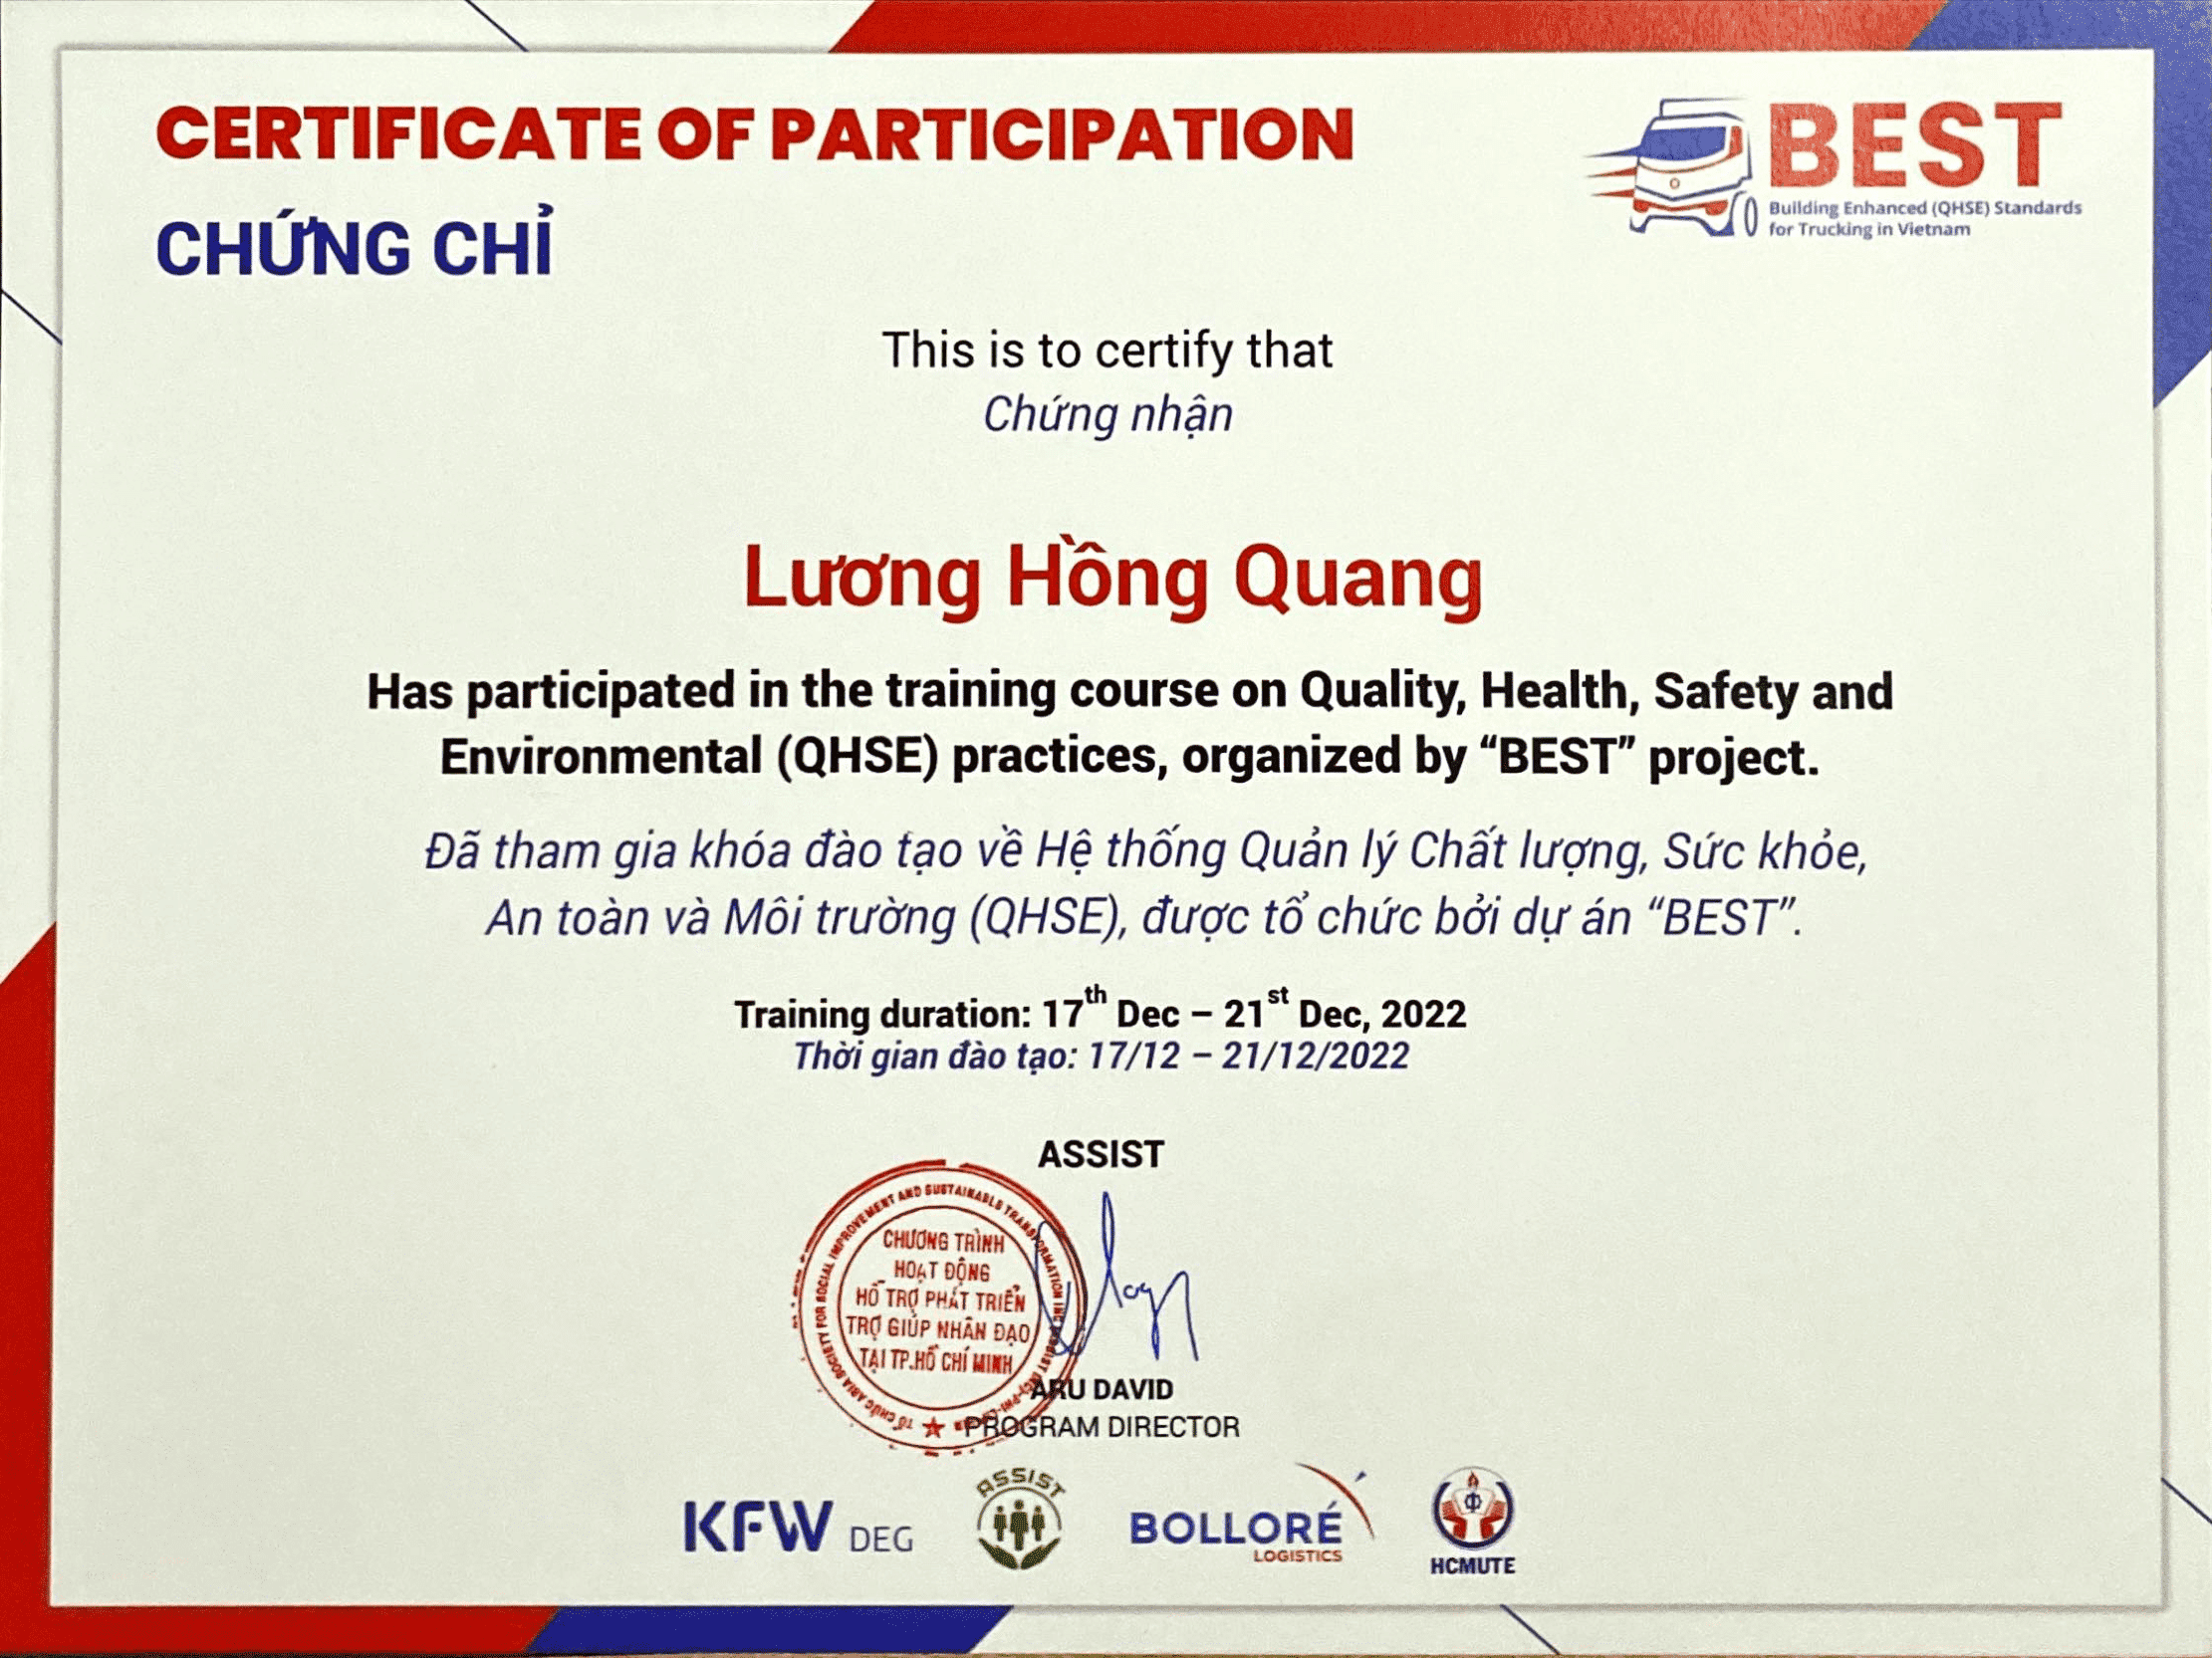 CERTIFICATE OF PARTICIPATION
CHỨNG CHỈ
BEST
Building Enhanced (QHSE) Standards
for Trucking in Vietnam
This is to certify that
Chứng nhận
Lương Hồng Quang
Has participated in the training course on Quality, Health, Safety and
Environmental (QHSE) practices, organized by “BEST” project.
Đã tham gia khóa đào tạo về Hệ thống Quản lý Chất lượng, Sức khỏe,
An toàn và Môi trường (QHSE), được tổ chức bởi dự án “BEST”.
Training duration: 17th Dec – 21st Dec, 2022
Thời gian đào tạo: 17/12 – 21/12/2022
ASSIST
TỔ CHỨC ASIA SOCIETY FOR SOCIAL IMPROVEMENT AND SUSTAINABLE TRANSFORMATION INC
CHƯƠNG TRÌNH
HOẠT ĐỘNG
HỖ TRỢ PHÁT TRIỂN
TRỢ GIÚP NHÂN ĐẠO
TẠI TP.HỒ CHÍ MINH
ARU DAVID
PROGRAM DIRECTOR
KFW DEG
ASSIST
BOLLORÉ
LOGISTICS
HCMUTE